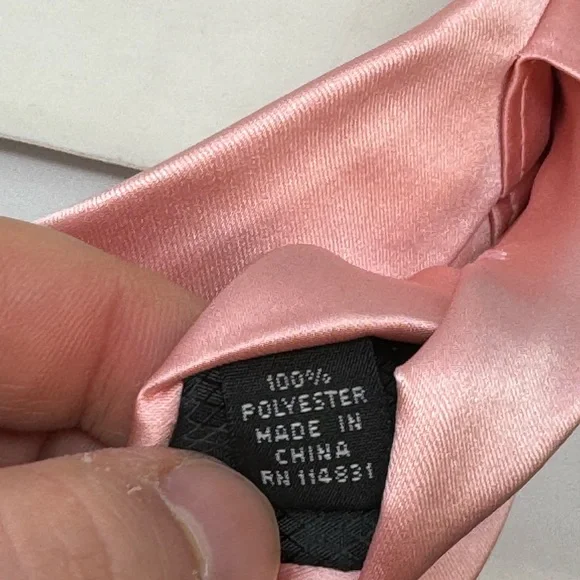 100%
POLYESTER
MADE IN
CHINA
RN 114831